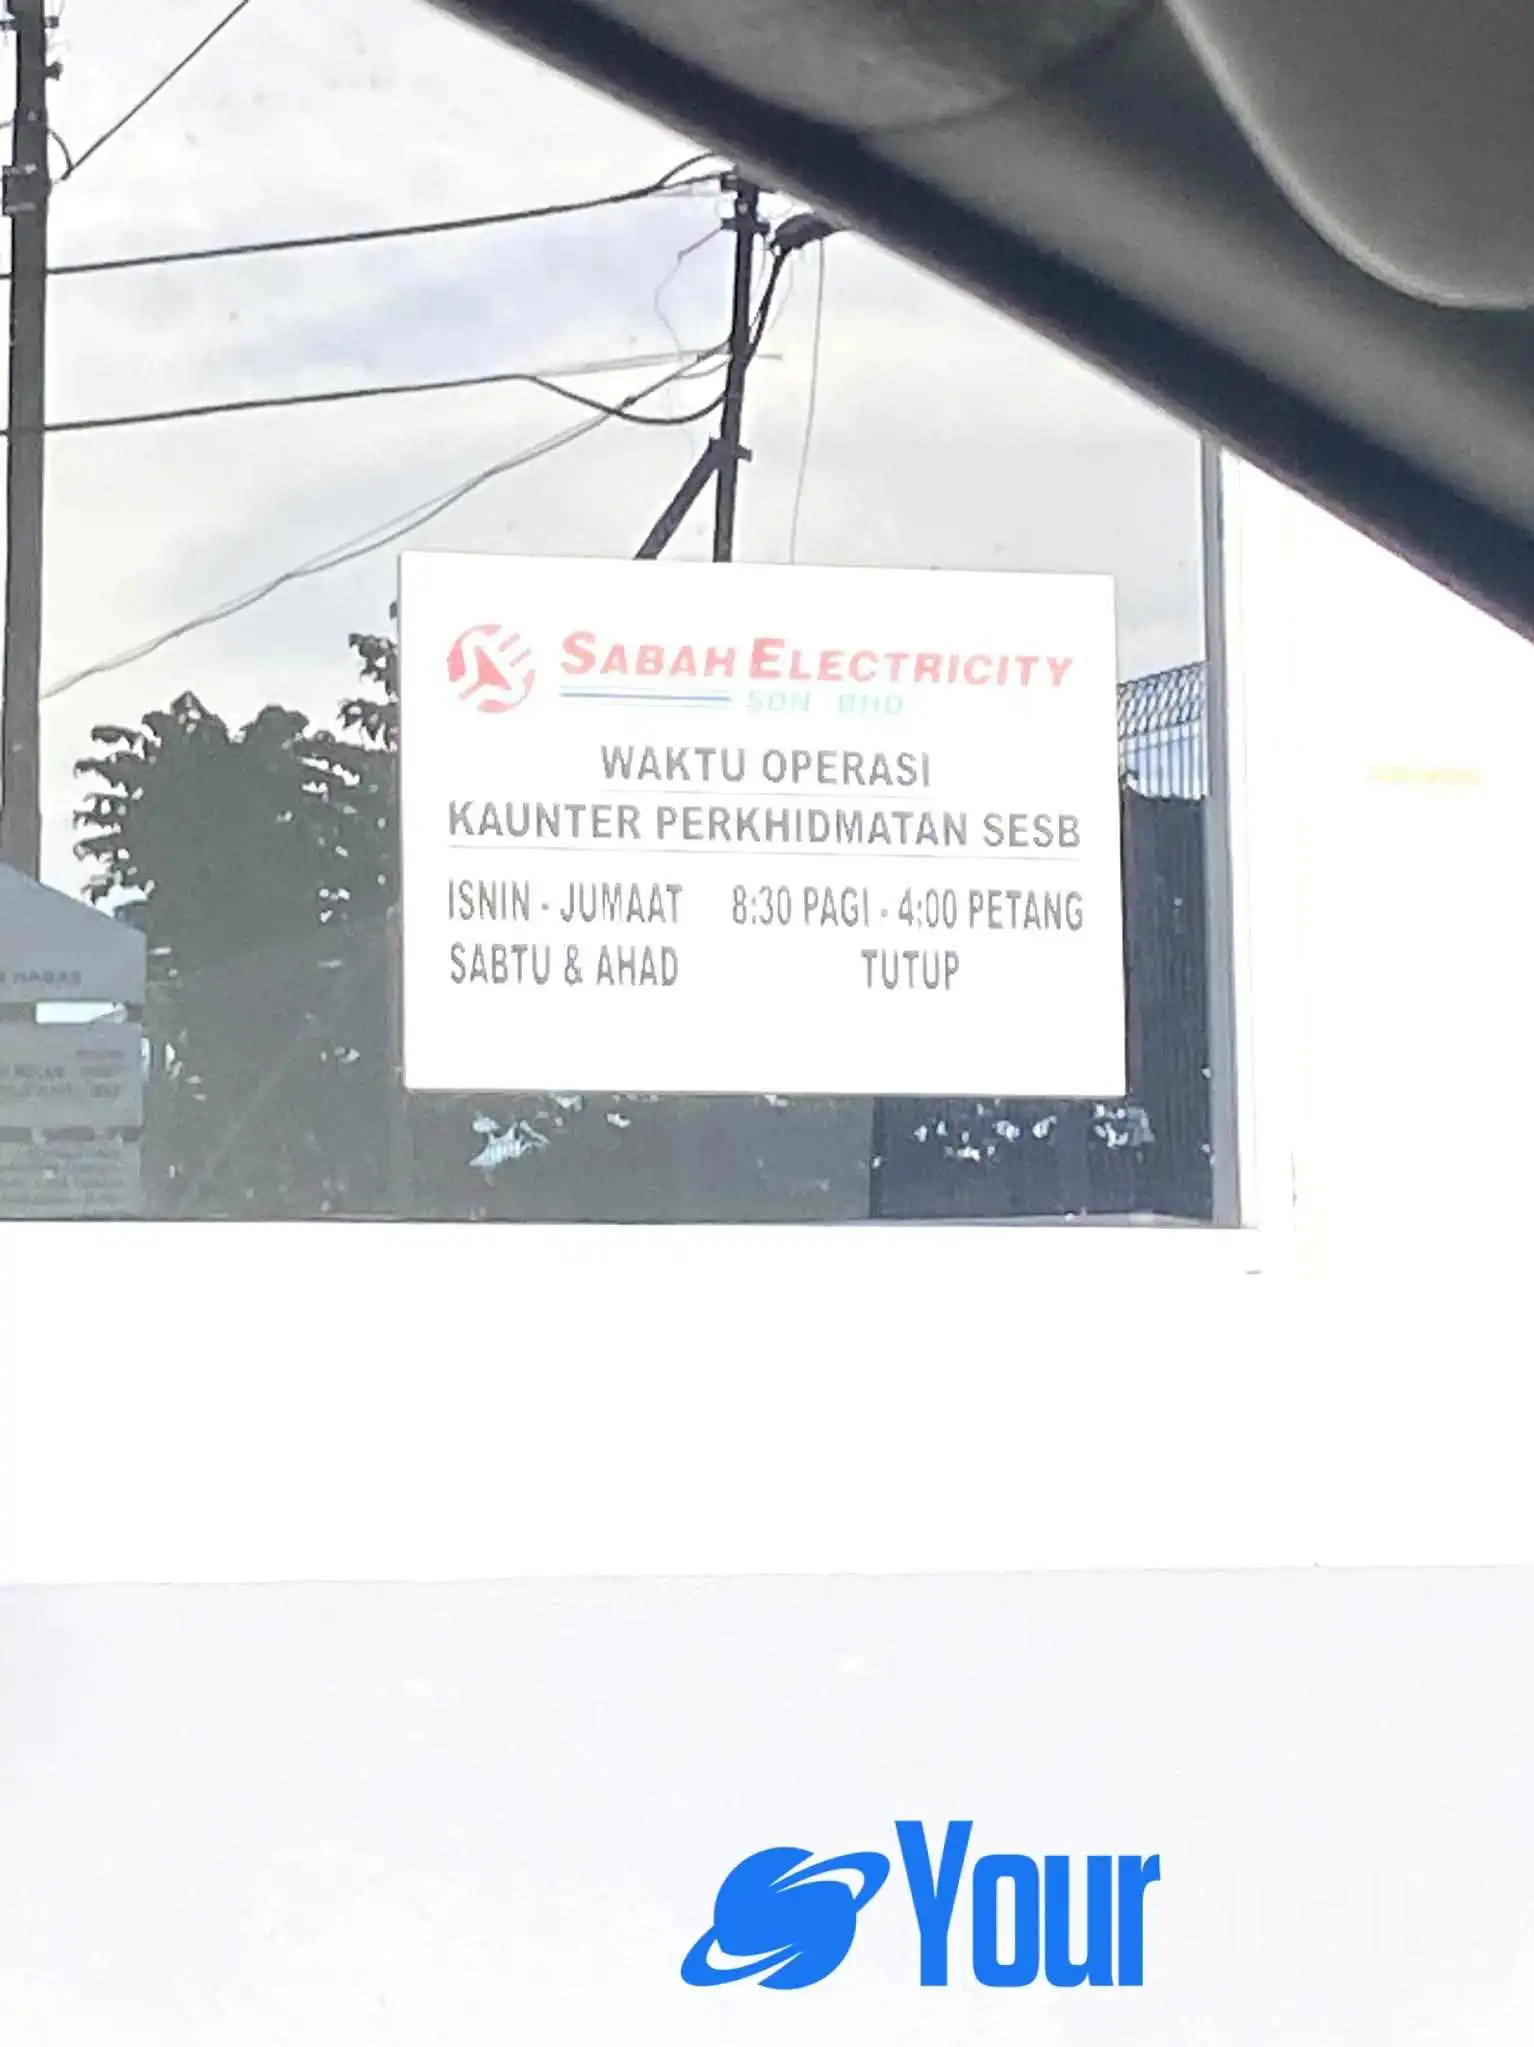 SABAH ELECTRICITY
SDN BHD
WAKTU OPERASI
KAUNTER PERKHIDMATAN SESB
ISNIN - JUMAAT 8:30 PAGI - 4:00 PETANG
SABTU & AHAD TUTUP
Your